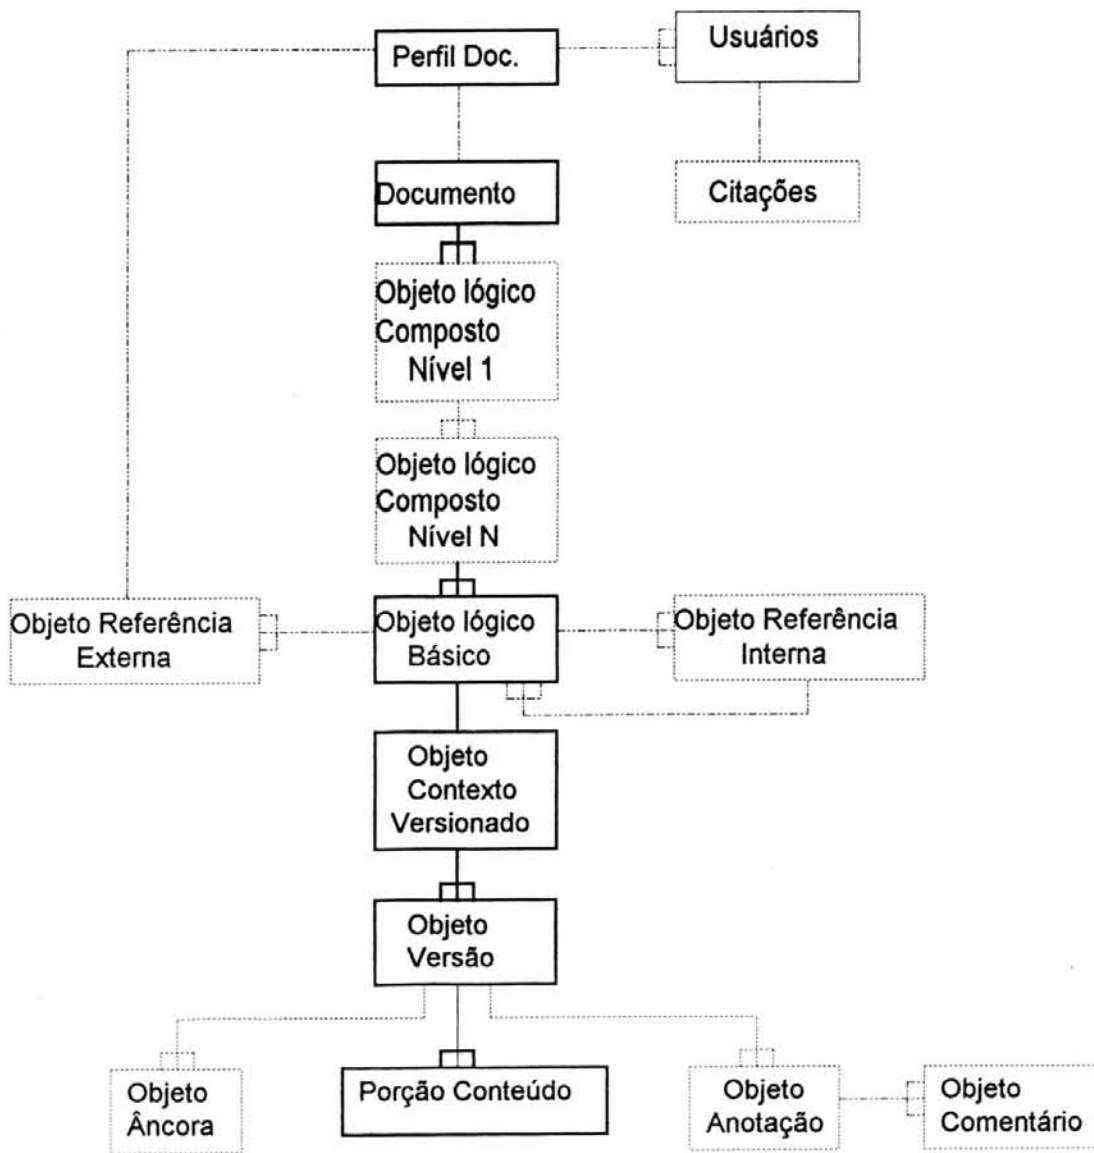 Perfil Doc.
Usuários
Documento
Citações
Objeto lógico
Composto
Nível 1
Objeto lógico
Composto
Nível N
Objeto Referência
Externa
Objeto lógico
Básico
Objeto Referência
Interna
Objeto
Contexto
Versionado
Objeto
Versão
Objeto
Âncora
Porção Conteúdo
Objeto
Anotação
Objeto
Comentário